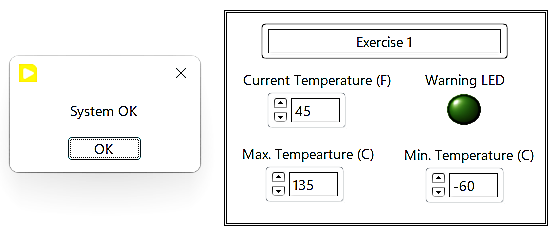 System OK
OK
Exercise 1
Current Temperature (F)
Warning LED
45
Max. Tempearture (C)
Min. Temperature (C)
135
-60